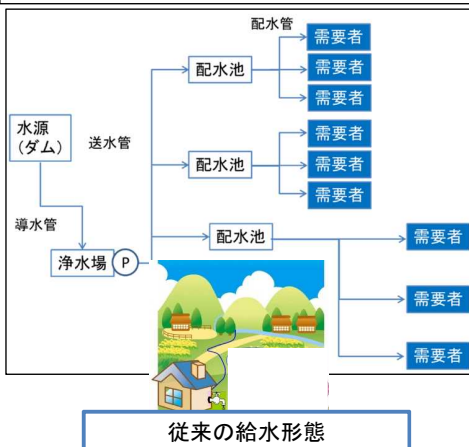 配水管
需要者
需要者
需要者
配水池
水源
(ダム)
送水管
需要者
需要者
需要者
配水池
導水管
配水池
需要者
浄水場
P
需要者
需要者
従来の給水形態